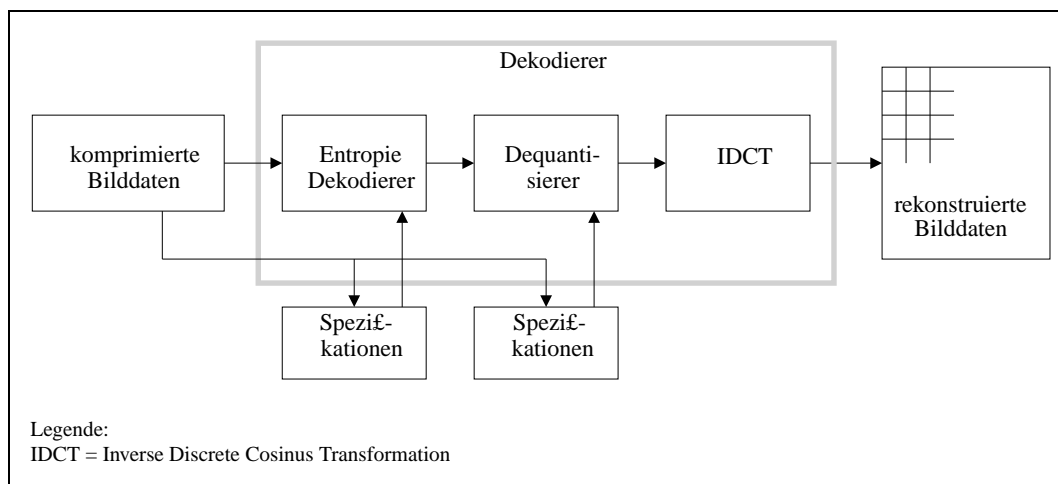 Dekodierer
komprimierte
Bilddaten
Entropie
Dekodierer
Dequanti-
sierer
IDCT
rekonstruierte
Bilddaten
Spezi£-
kationen
Spezi£-
kationen
Legende:
IDCT = Inverse Discrete Cosinus Transformation